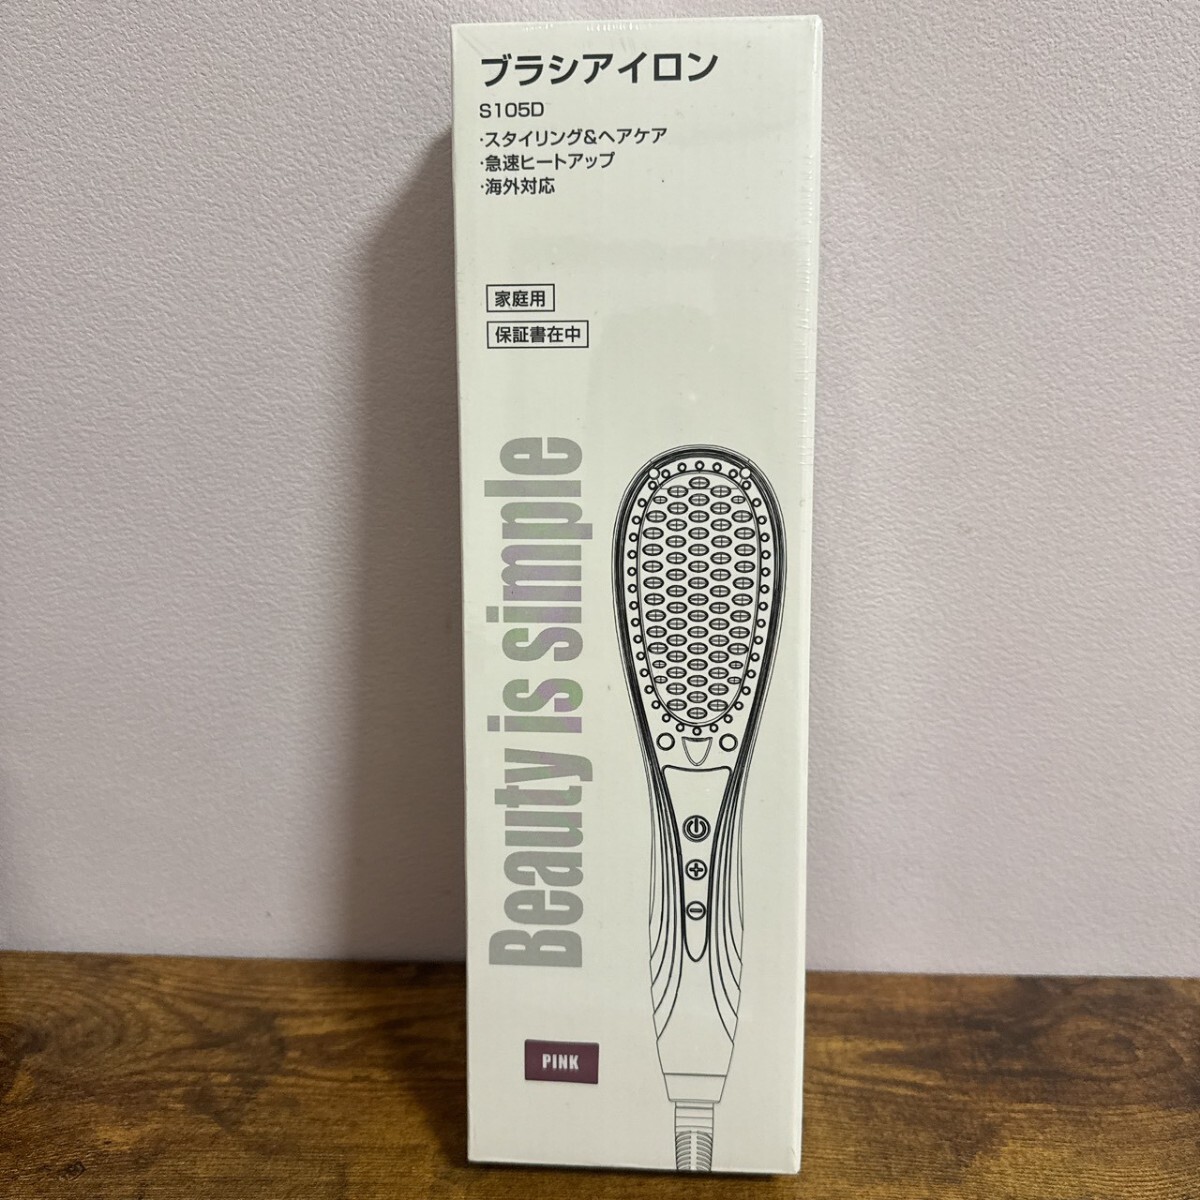 ブラシアイロン
S105D
·スタイリング&ヘアケア
·急速ヒートアップ
·海外対応
家庭用
保証書在中
Beauty is simple
PINK